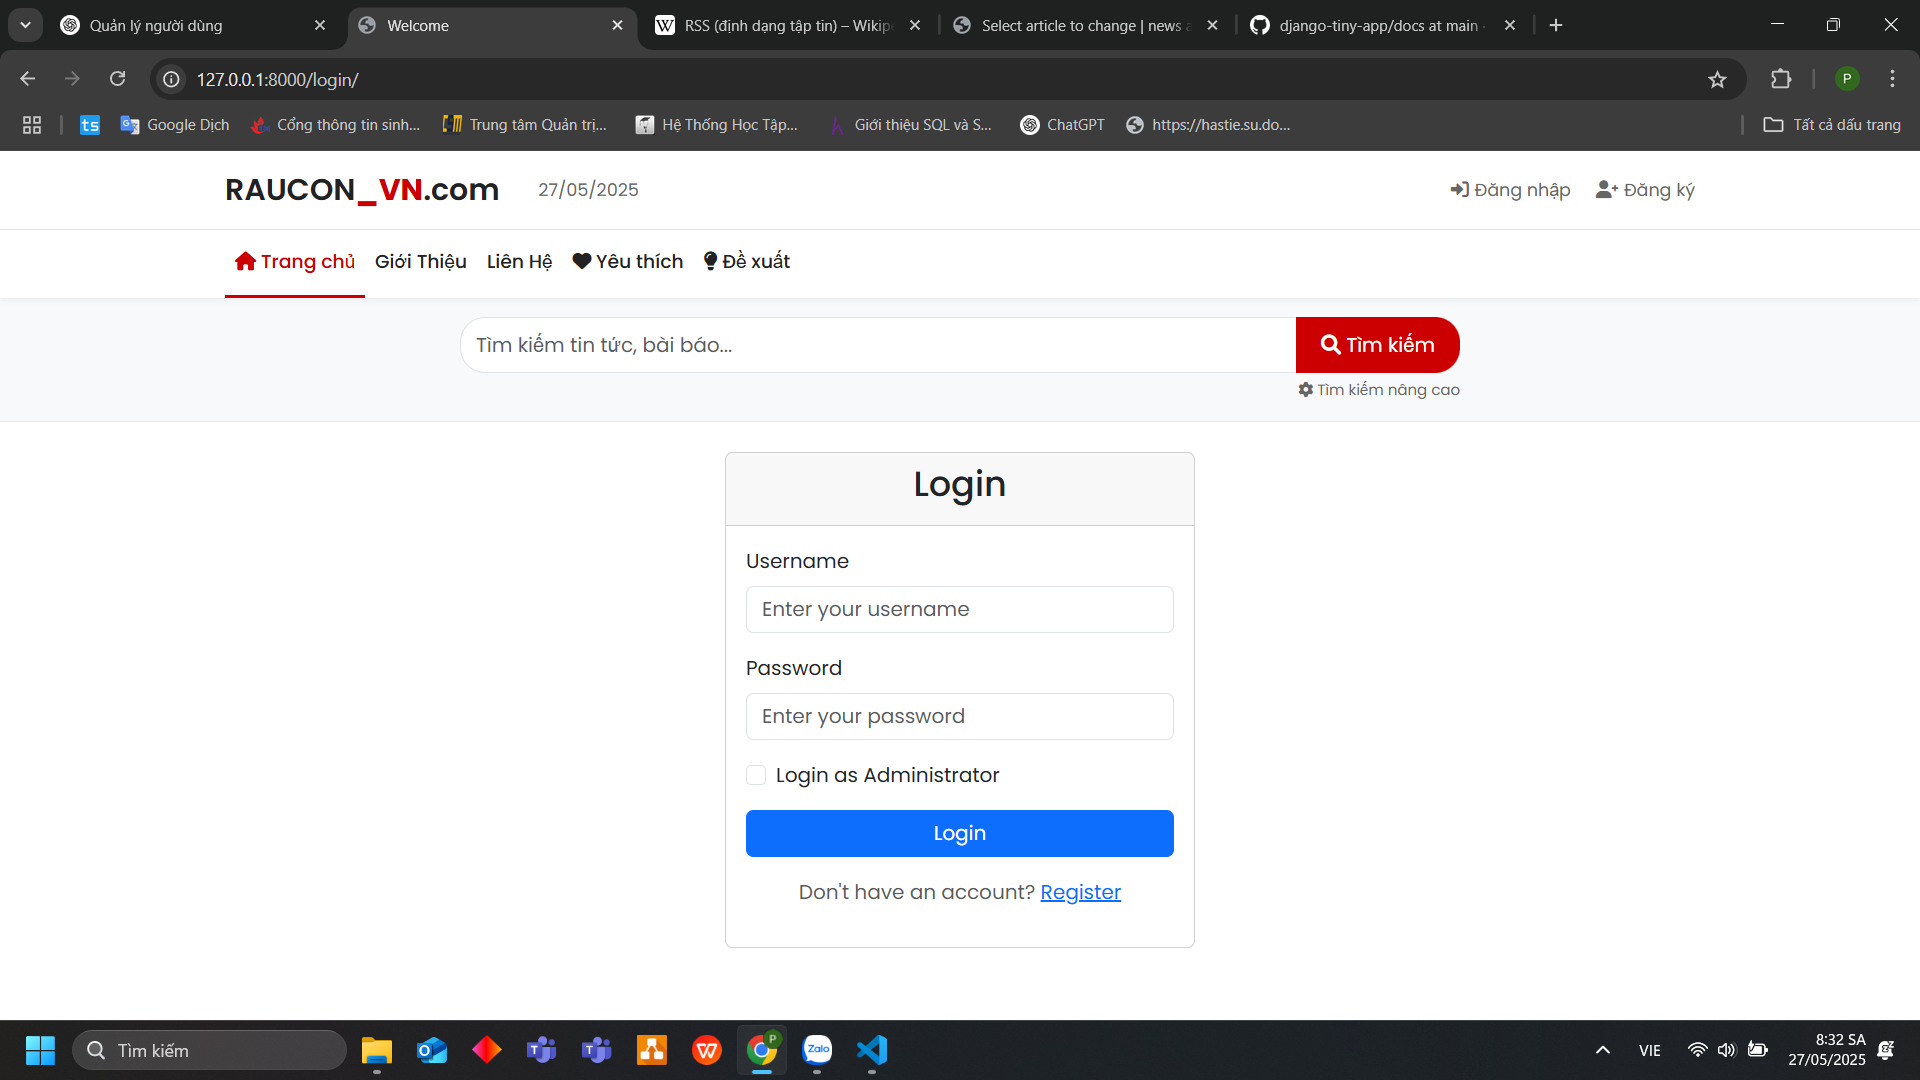 Quản lý người dùng
Welcome
RSS (định dạng tập tin) – Wikip
Select article to change | news a
django-tiny-app/docs at main ·
127.0.0.1:8000/login/
P
ts
Google Dịch
Cổng thông tin sinh...
Trung tâm Quản trị...
Hệ Thống Học Tập...
Giới thiệu SQL và S...
ChatGPT
https://hastie.su.do...
Tất cả dấu trang
RAUCON_VN.com
27/05/2025
Đăng nhập
Đăng ký
Trang chủ
Giới Thiệu
Liên Hệ
Yêu thích
Đề xuất
Tìm kiếm tin tức, bài báo...
Tìm kiếm
Tìm kiếm nâng cao
Login
Username
Enter your username
Password
Enter your password
Login as Administrator
Login
Don't have an account? Register
Tìm kiếm
P
Zalo
VIE
8:32 SA
27/05/2025